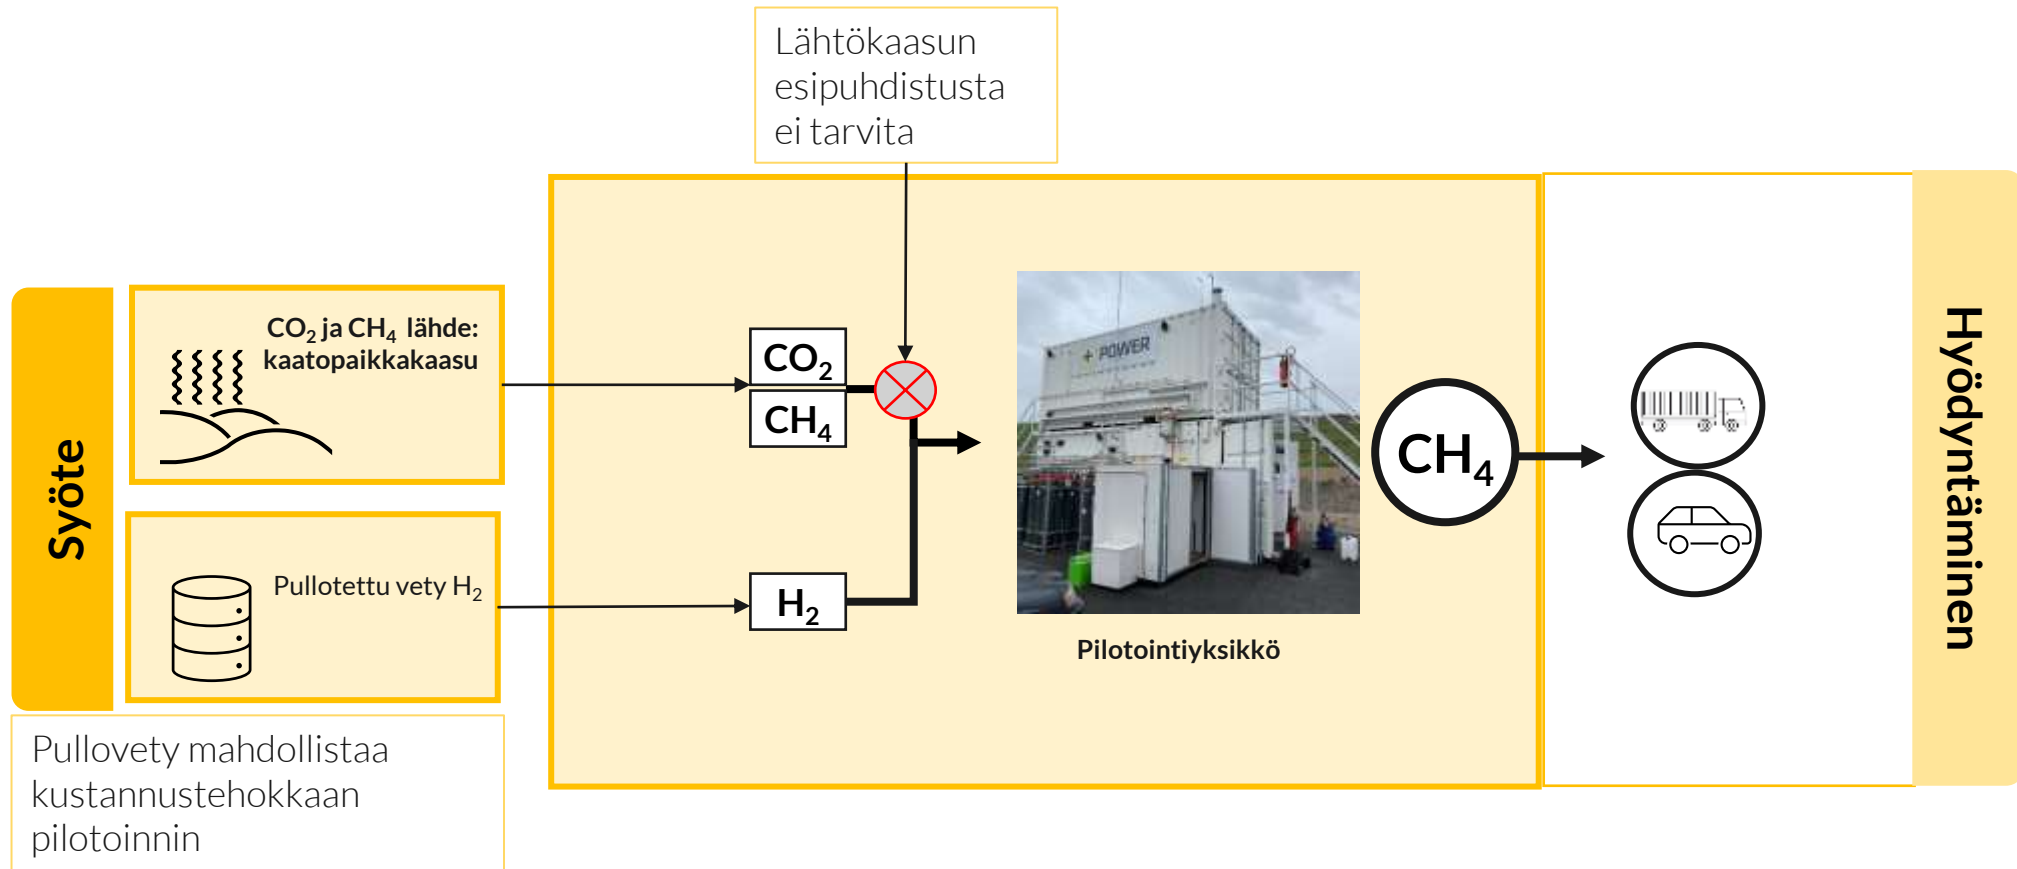 Lähtökaasun
esipuhdistusta
ei tarvita
Syöte
CO₂ ja CH₄ lähde:
kaatopaikkakaasu
Pullotettu vety H₂
Pullovety mahdollistaa
kustannustehokkaan
pilotoinnin
CO₂
CH₄
H₂
+ POWER
Pilotointiyksikkö
CH₄
Hyödyntäminen